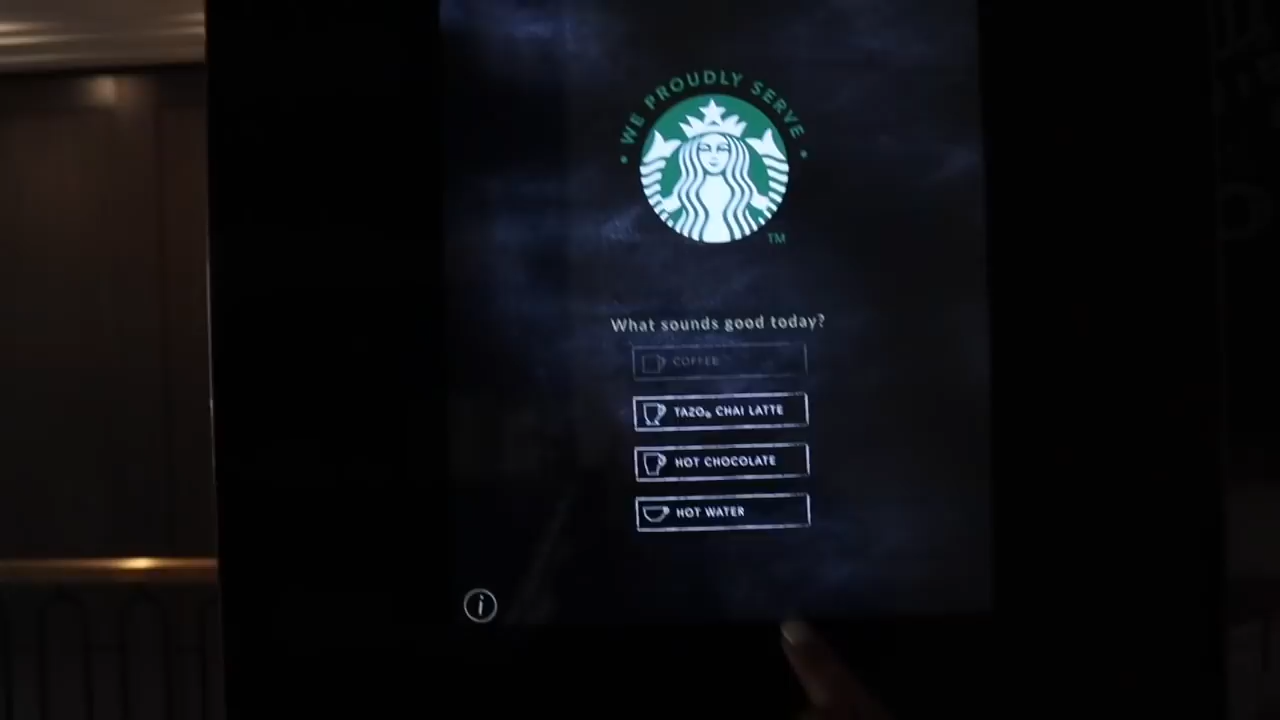 • WE PROUDLY SERVE •
TM
What sounds good today?
COFFEE
TAZO® CHAI LATTE
HOT CHOCOLATE
HOT WATER
i